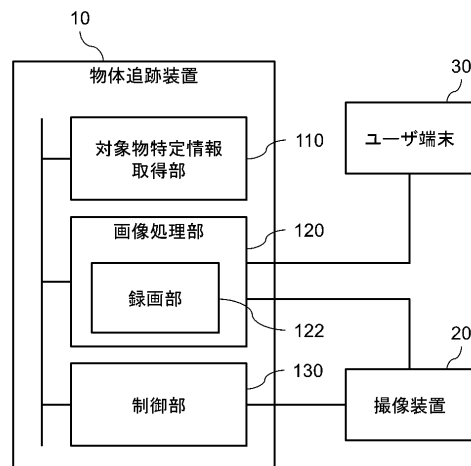 10
物体追跡装置
対象物特定情報
取得部
110
画像処理部
120
録画部
122
制御部
130
30
ユーザ端末
20
撮像装置